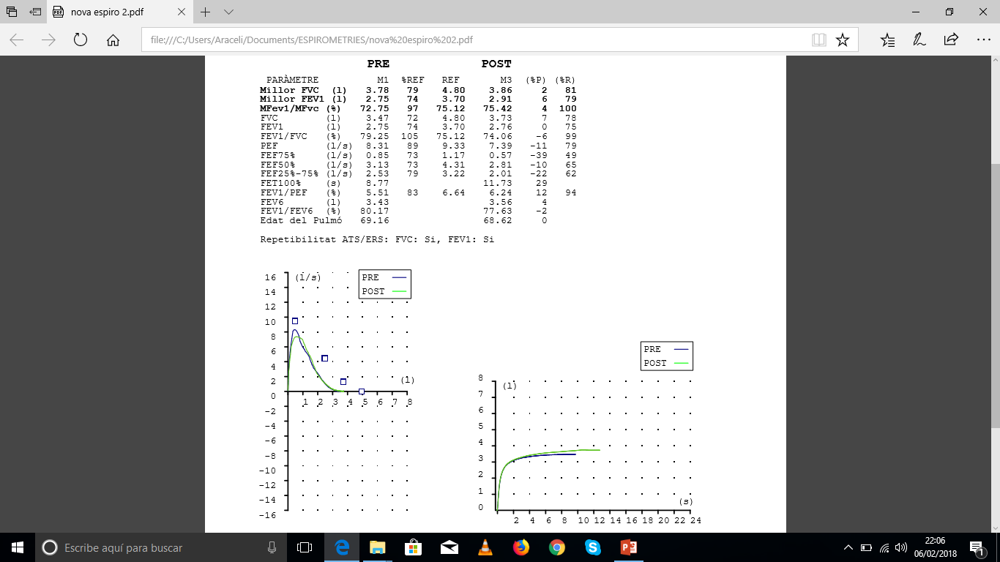 nova espiro 2.pdf
file:///C:/Users/Araceli/Documents/ESPIROMETRIES/nova%20espiro%202.pdf
PRE POST
PARÀMETRE M1 %REF REF M3 (%P) (%R)
Millor FVC (l) 3.78 79 4.80 3.86 2 81
Millor FEV1 (l) 2.75 74 3.70 2.91 6 79
MFev1/MFvc (%) 72.75 97 75.12 75.42 4 100
FVC (l) 3.47 72 4.80 3.73 7 78
FEV1 (l) 2.75 74 3.70 2.76 0 75
FEV1/FVC (%) 79.25 105 75.12 74.06 -6 99
PEF (l/s) 8.31 89 9.33 7.39 -11 79
FEF75% (l/s) 0.85 73 1.17 0.57 -39 49
FEF50% (l/s) 3.13 73 4.31 2.81 -10 65
FEF25%-75% (l/s) 2.53 79 3.22 2.01 -22 62
FET100% (s) 8.77 11.73 29
FEV1/PEF (%) 5.51 83 6.64 6.24 12 94
FEV6 (l) 3.43 3.56 4
FEV1/FEV6 (%) 80.17 77.63 -2
Edat del Pulmó 69.16 68.62 0
Repetibilitat ATS/ERS: FVC: Si, FEV1: Si
16 (l/s)
PRE
POST
14
12
10
8
6
4
2
(l)
0
1 2 3 4 5 6 7 8
-2
-4
-6
-8
-10
-12
-14
-16
PRE
POST
8
(l)
7
6
5
4
3
2
1
0
(s)
2 4 6 8 10 12 14 16 18 20 22 24
Escribe aquí para buscar
22:06
06/02/2018
1